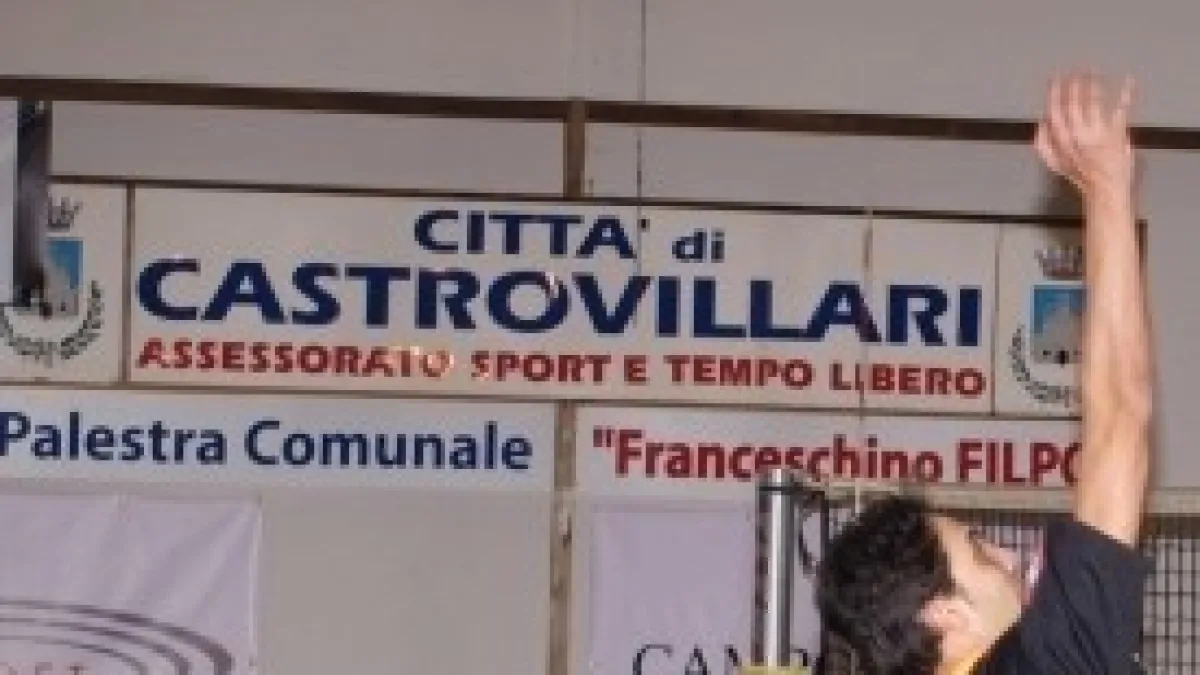 CITTA' di
CASTROVILLARI
ASSESSORATO SPORT E TEMPO LIBERO
Palestra Comunale
"Franceschino FILPO